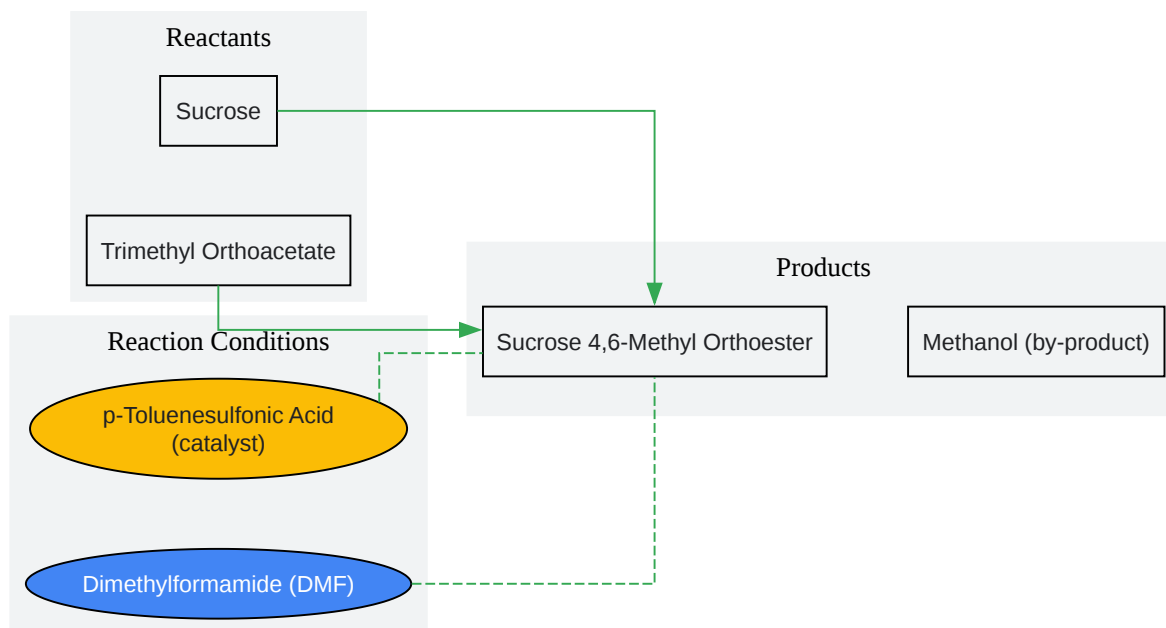 Reactants
Sucrose
Trimethyl Orthoacetate
Reaction Conditions
p-Toluenesulfonic Acid
(catalyst)
Dimethylformamide (DMF)
Products
Sucrose 4,6-Methyl Orthoester
Methanol (by-product)